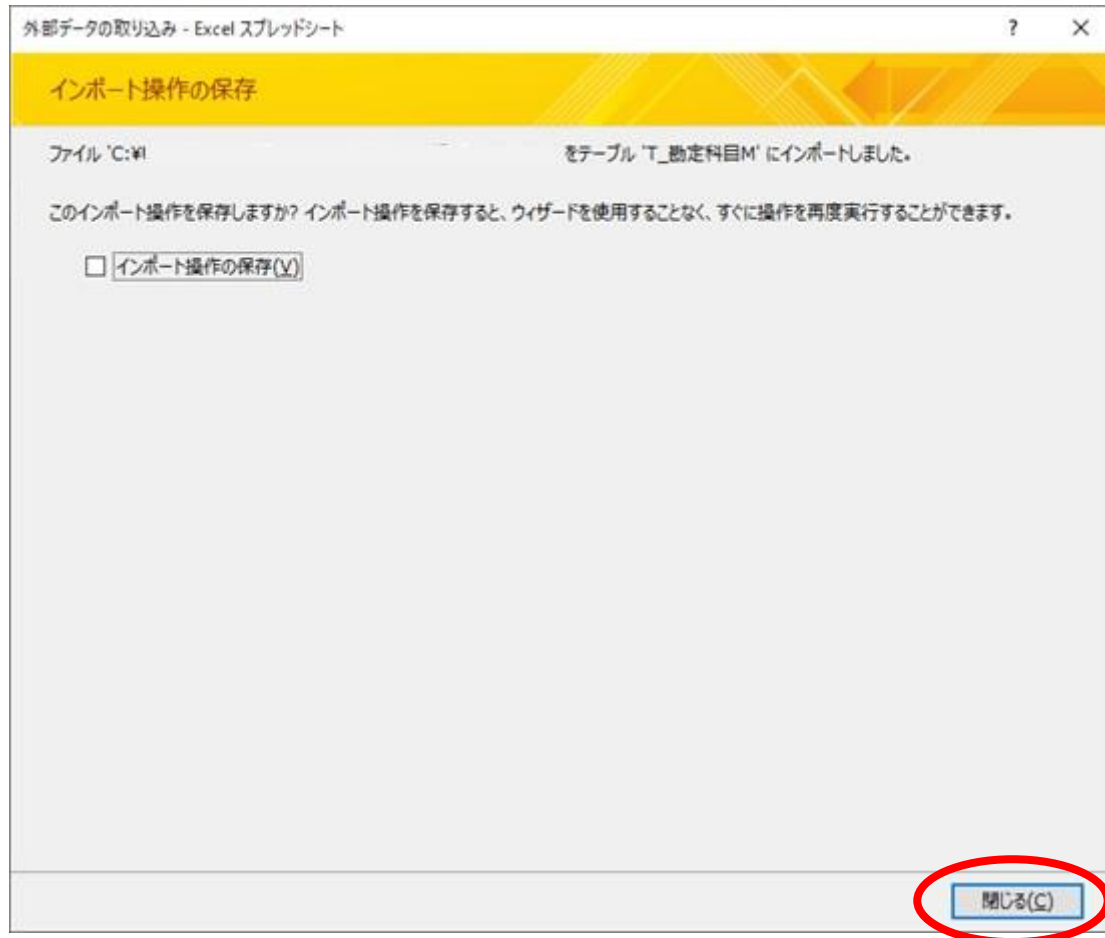 外部データの取り込み - Excel スプレッドシート ? ×
インポート操作の保存
ファイル 'C:¥ をテーブル 'T_勘定科目M' にインポートしました。
このインポート操作を保存しますか? インポート操作を保存すると、ウィザードを使用することなく、すぐに操作を再度実行することができます。
インポート操作の保存(V)
閉じる(C)